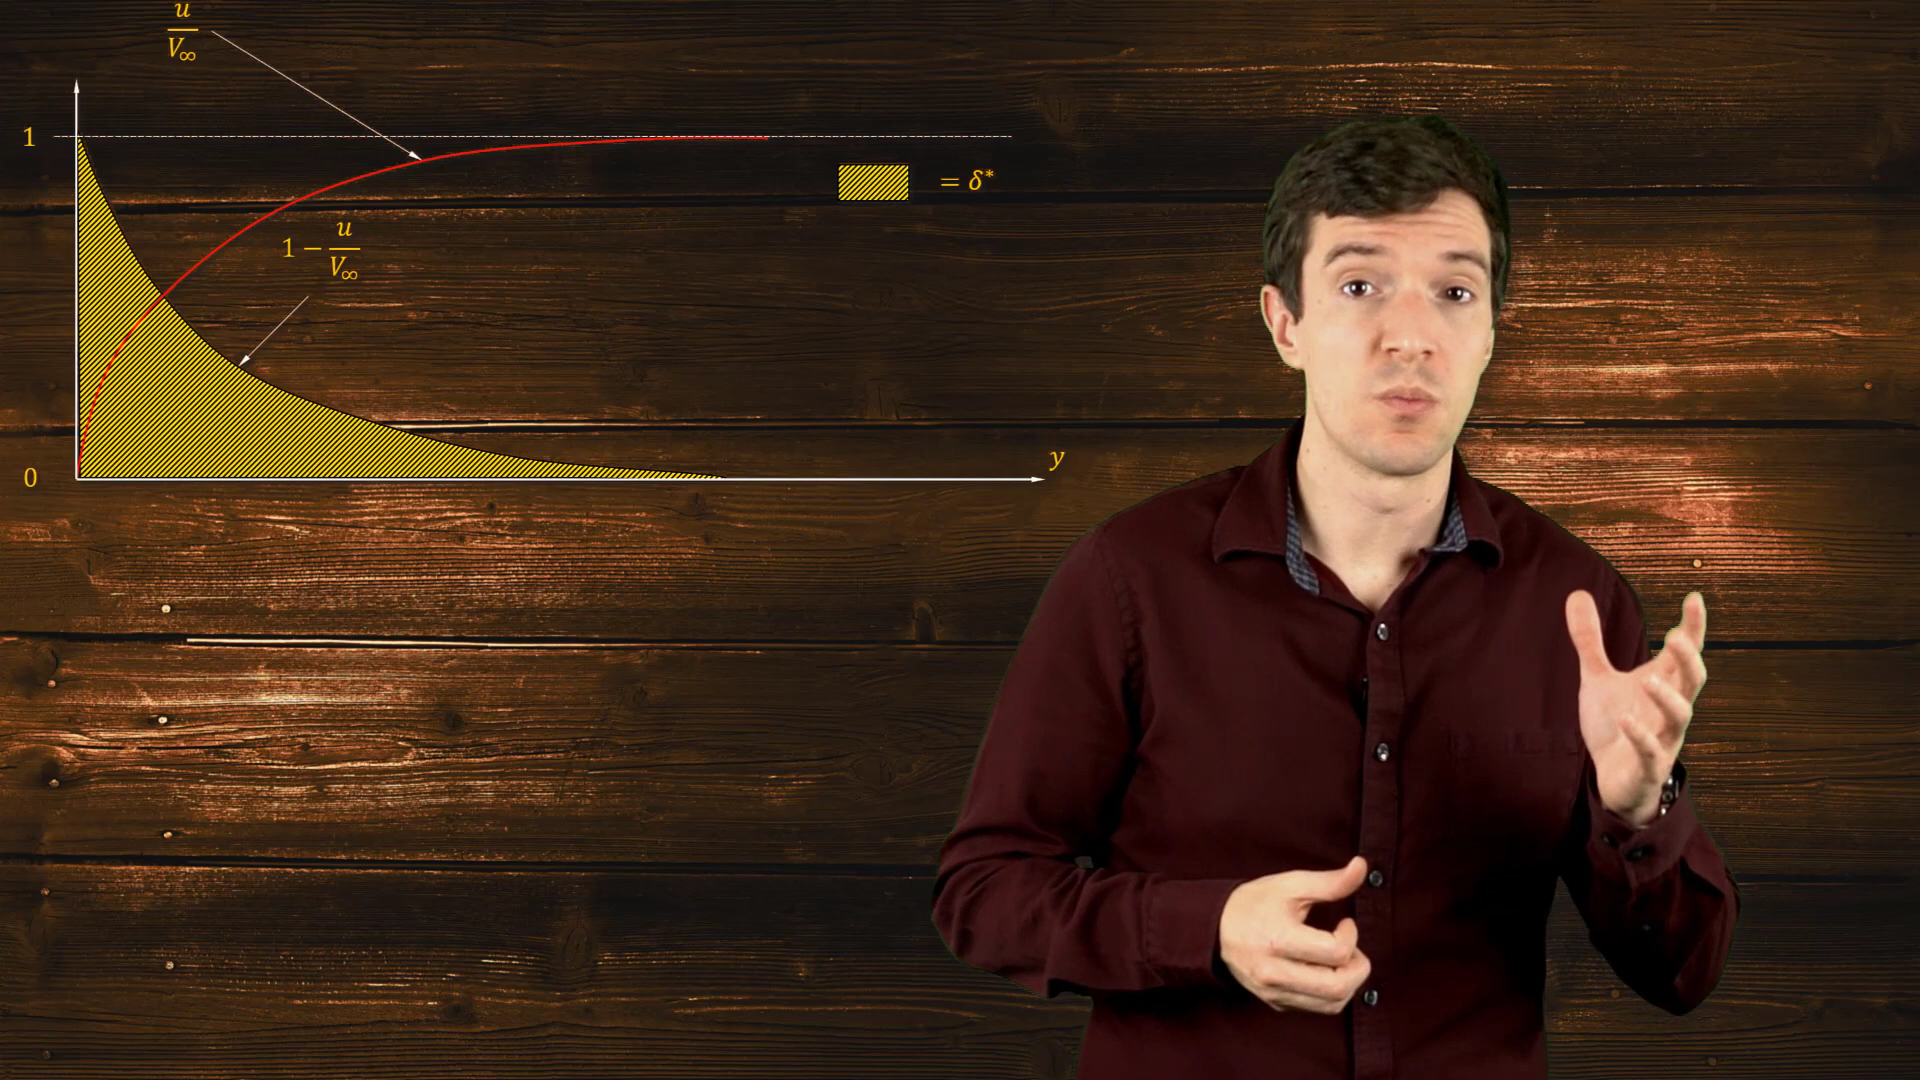 u/V∞
1
= δ*
1 − u/V∞
y
0